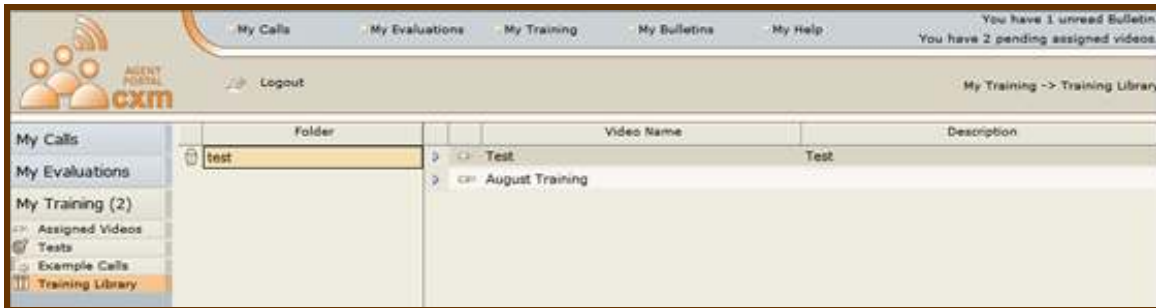 My Calls My Evaluations My Training My Bulletins My Help
You have 1 unread Bulletin
You have 2 pending assigned videos.
AGENT
PORTAL
cxm
Logout
My Training -> Training Library
My Calls
My Evaluations
My Training (2)
Assigned Videos
Tests
Example Calls
Training Library
Folder Video Name Description
test Test Test
August Training